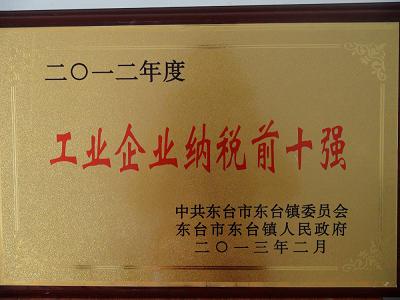 二〇一二年度
工业企业纳税前十强
中共东台市东台镇委员会
东台市东台镇人民政府
二〇一三年二月